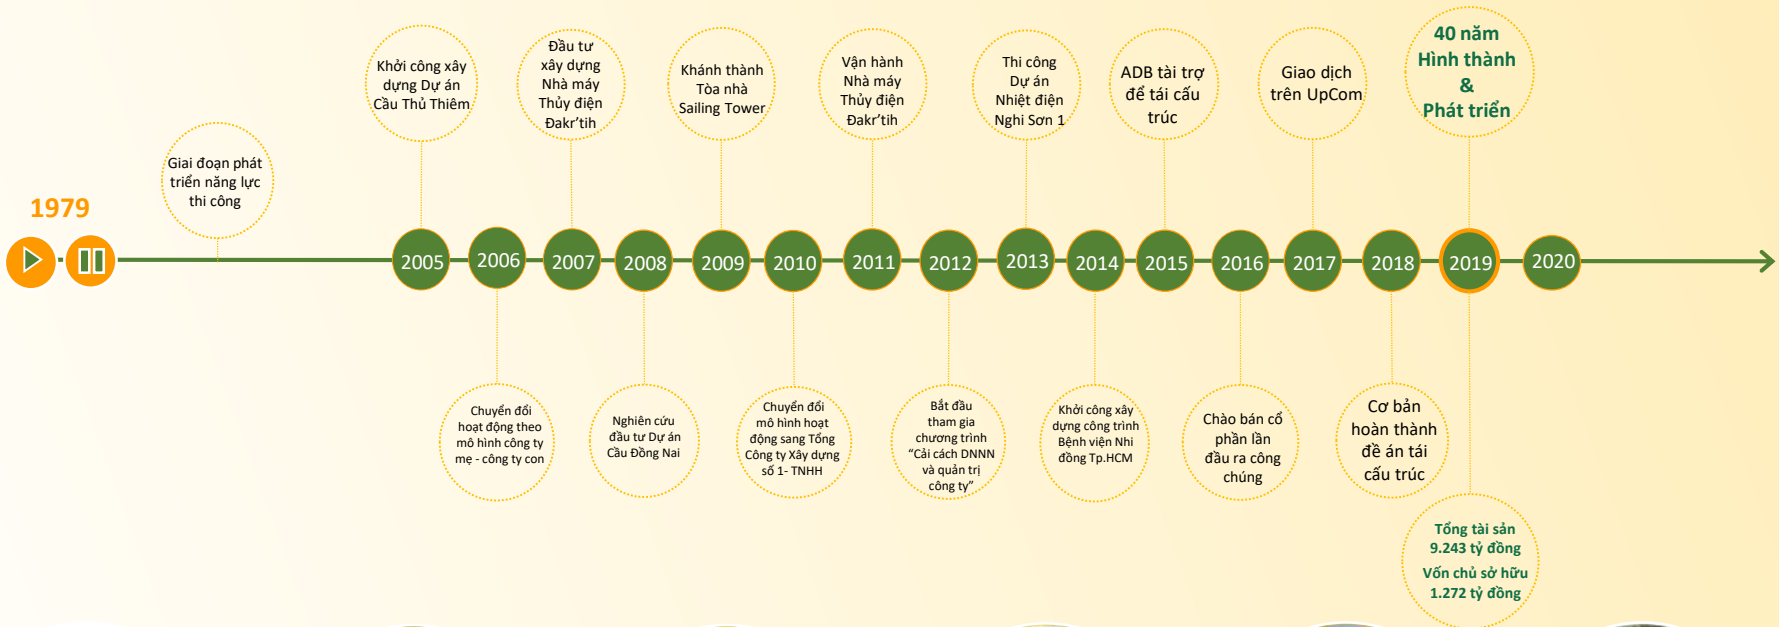 1979
Giai đoạn phát
triển năng lực
thi công
Khởi công xây
dựng Dự án
Cầu Thủ Thiêm
Đầu tư
xây dựng
Nhà máy
Thủy điện
Đakr’tih
Khánh thành
Tòa nhà
Sailing Tower
Vận hành
Nhà máy
Thủy điện
Đakr’tih
Thi công
Dự án
Nhiệt điện
Nghi Sơn 1
ADB tài trợ
để tái cấu
trúc
Giao dịch
trên UpCom
40 năm
Hình thành
&
Phát triển
2005 2006 2007 2008 2009 2010 2011 2012 2013 2014 2015 2016 2017 2018 2019 2020
Chuyển đổi
hoạt động theo
mô hình công ty
mẹ - công ty con
Nghiên cứu
đầu tư Dự án
Cầu Đồng Nai
Chuyển đổi
mô hình hoạt
động sang Tổng
Công ty Xây dựng
số 1- TNHH
Bắt đầu
tham gia
chương trình
“Cải cách DNNN
và quản trị
công ty”
Khởi công xây
dựng công trình
Bệnh viện Nhi
đồng Tp.HCM
Chào bán cổ
phần lần
đầu ra công
chúng
Cơ bản
hoàn thành
đề án tái
cấu trúc
Tổng tài sản
9.243 tỷ đồng
Vốn chủ sở hữu
1.272 tỷ đồng